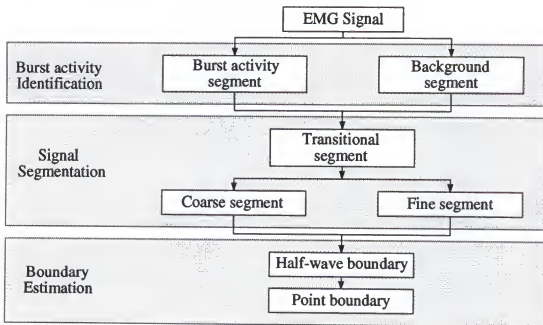 EMG Signal
Burst activity
Identification
Burst activity
segment
Background
segment
Signal
Segmentation
Transitional
segment
Coarse segment
Fine segment
Boundary
Estimation
Half-wave boundary
Point boundary